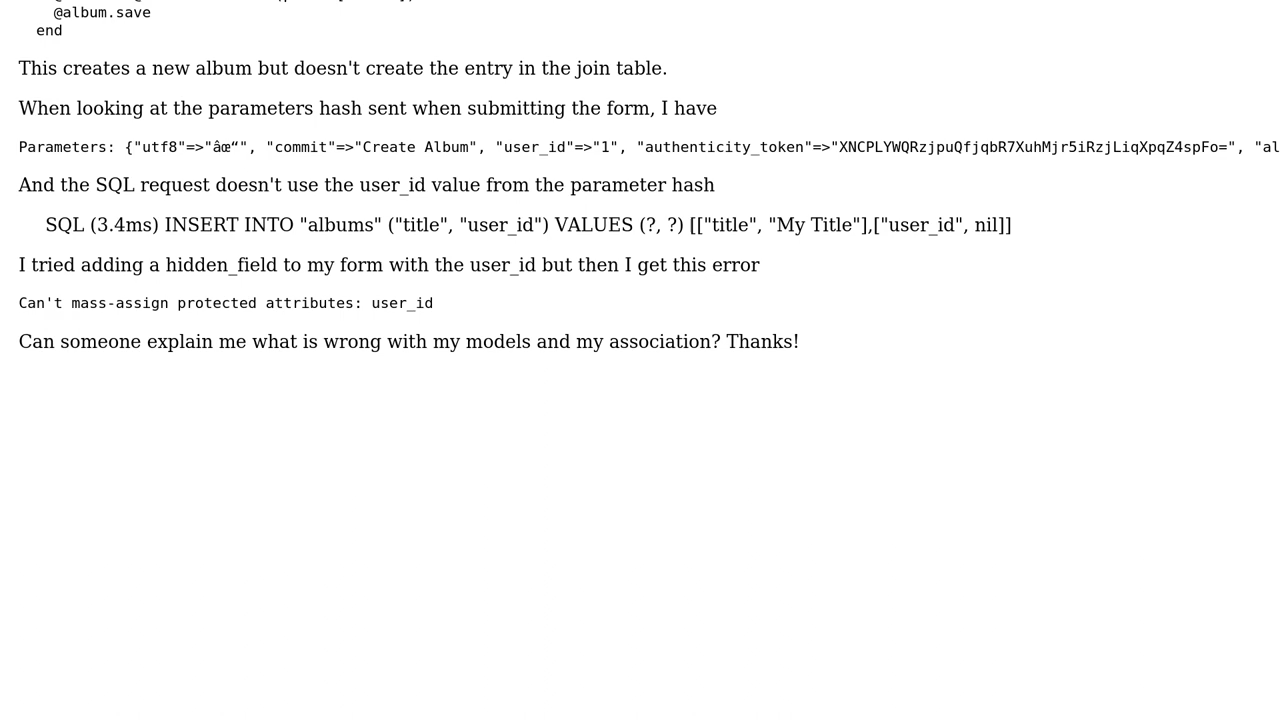 @album.save
end
This creates a new album but doesn't create the entry in the join table.
When looking at the parameters hash sent when submitting the form, I have
Parameters: {"utf8"=>"âœ“", "commit"=>"Create Album", "user_id"=>"1", "authenticity_token"=>"XNCPLYWQRzjpuQfjqbR7XuhMjr5iRzjLiqXpqZ4spFo=", "al
And the SQL request doesn't use the user_id value from the parameter hash
SQL (3.4ms) INSERT INTO "albums" ("title", "user_id") VALUES (?, ?) [["title", "My Title"],["user_id", nil]]
I tried adding a hidden_field to my form with the user_id but then I get this error
Can't mass-assign protected attributes: user_id
Can someone explain me what is wrong with my models and my association? Thanks!